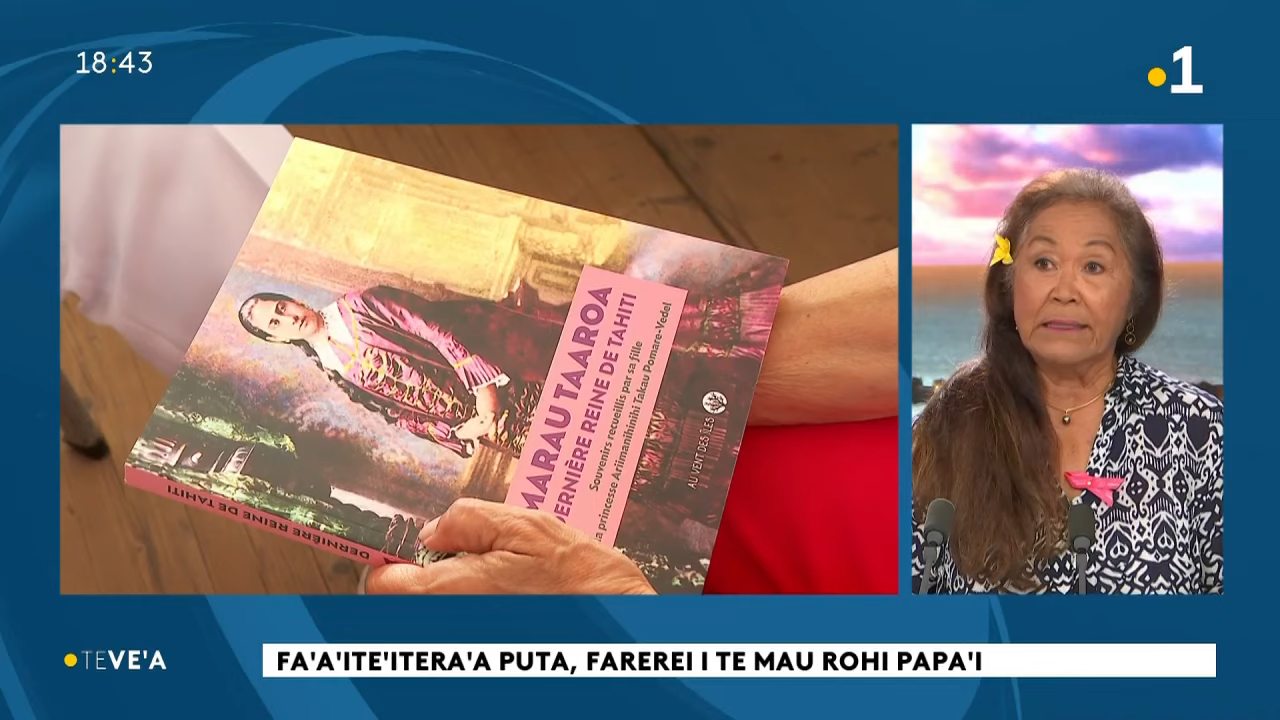 18:43
1
MARAU TAAROA
DERNIÈRE REINE DE TAHITI
Souvenirs recueillis par sa fille
la princesse Ariimanihinihi Takau Pomare-Vedel
AU VENT DES ÎLES
DERNIÈRE REINE DE TAHITI
TEVE'A
FA'A'ITE'ITERA'A PUTA, FAREREI I TE MAU ROHI PAPA'I